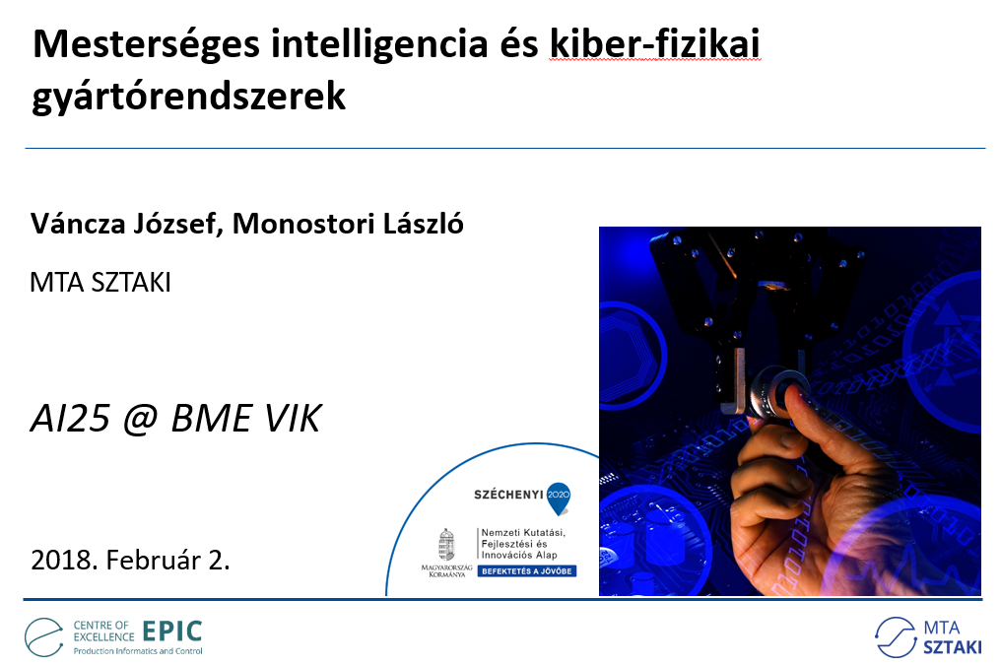 Mesterséges intelligencia és kiber-fizikai
gyártórendszerek
Váncza József, Monostori László
MTA SZTAKI
AI25 @ BME VIK
SZÉCHENYI 2020
MAGYARORSZÁG
KORMÁNYA
Nemzeti Kutatási,
Fejlesztési és
Innovációs Alap
BEFEKTETÉS A JÖVŐBE
2018. Február 2.
CENTRE OF
EXCELLENCE EPIC
Production Informatics and Control
MTA
SZTAKI